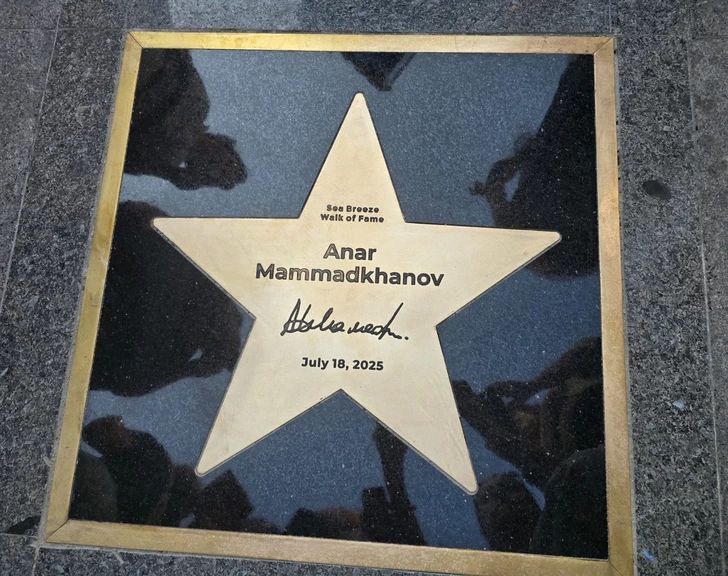 Sea Breeze
Walk of Fame
Anar
Mammadkhanov
July 18, 2025